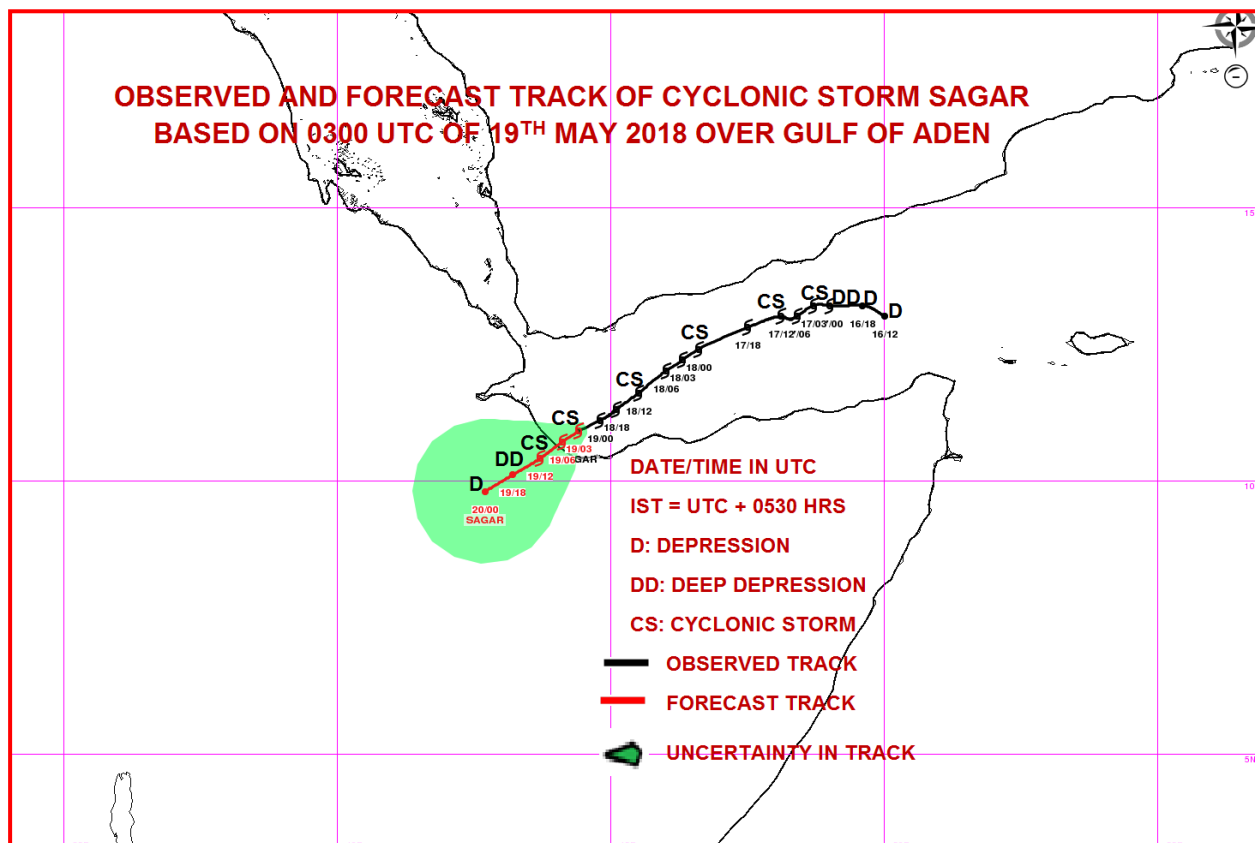 OBSERVED AND FORECAST TRACK OF CYCLONIC STORM SAGAR
BASED ON 0300 UTC OF 19TH MAY 2018 OVER GULF OF ADEN
15
CS
CS
DD
D
D
17/18
17/12
/06
17/03
/00
16/18
16/12
CS
18/00
18/03
18/06
CS
18/12
18/18
19/00
CS
19/03
19/06
GAR
CS
19/12
DD
19/18
D
20/00
SAGAR
10
DATE/TIME IN UTC
IST = UTC + 0530 HRS
D: DEPRESSION
DD: DEEP DEPRESSION
CS: CYCLONIC STORM
OBSERVED TRACK
FORECAST TRACK
UNCERTAINTY IN TRACK
5N